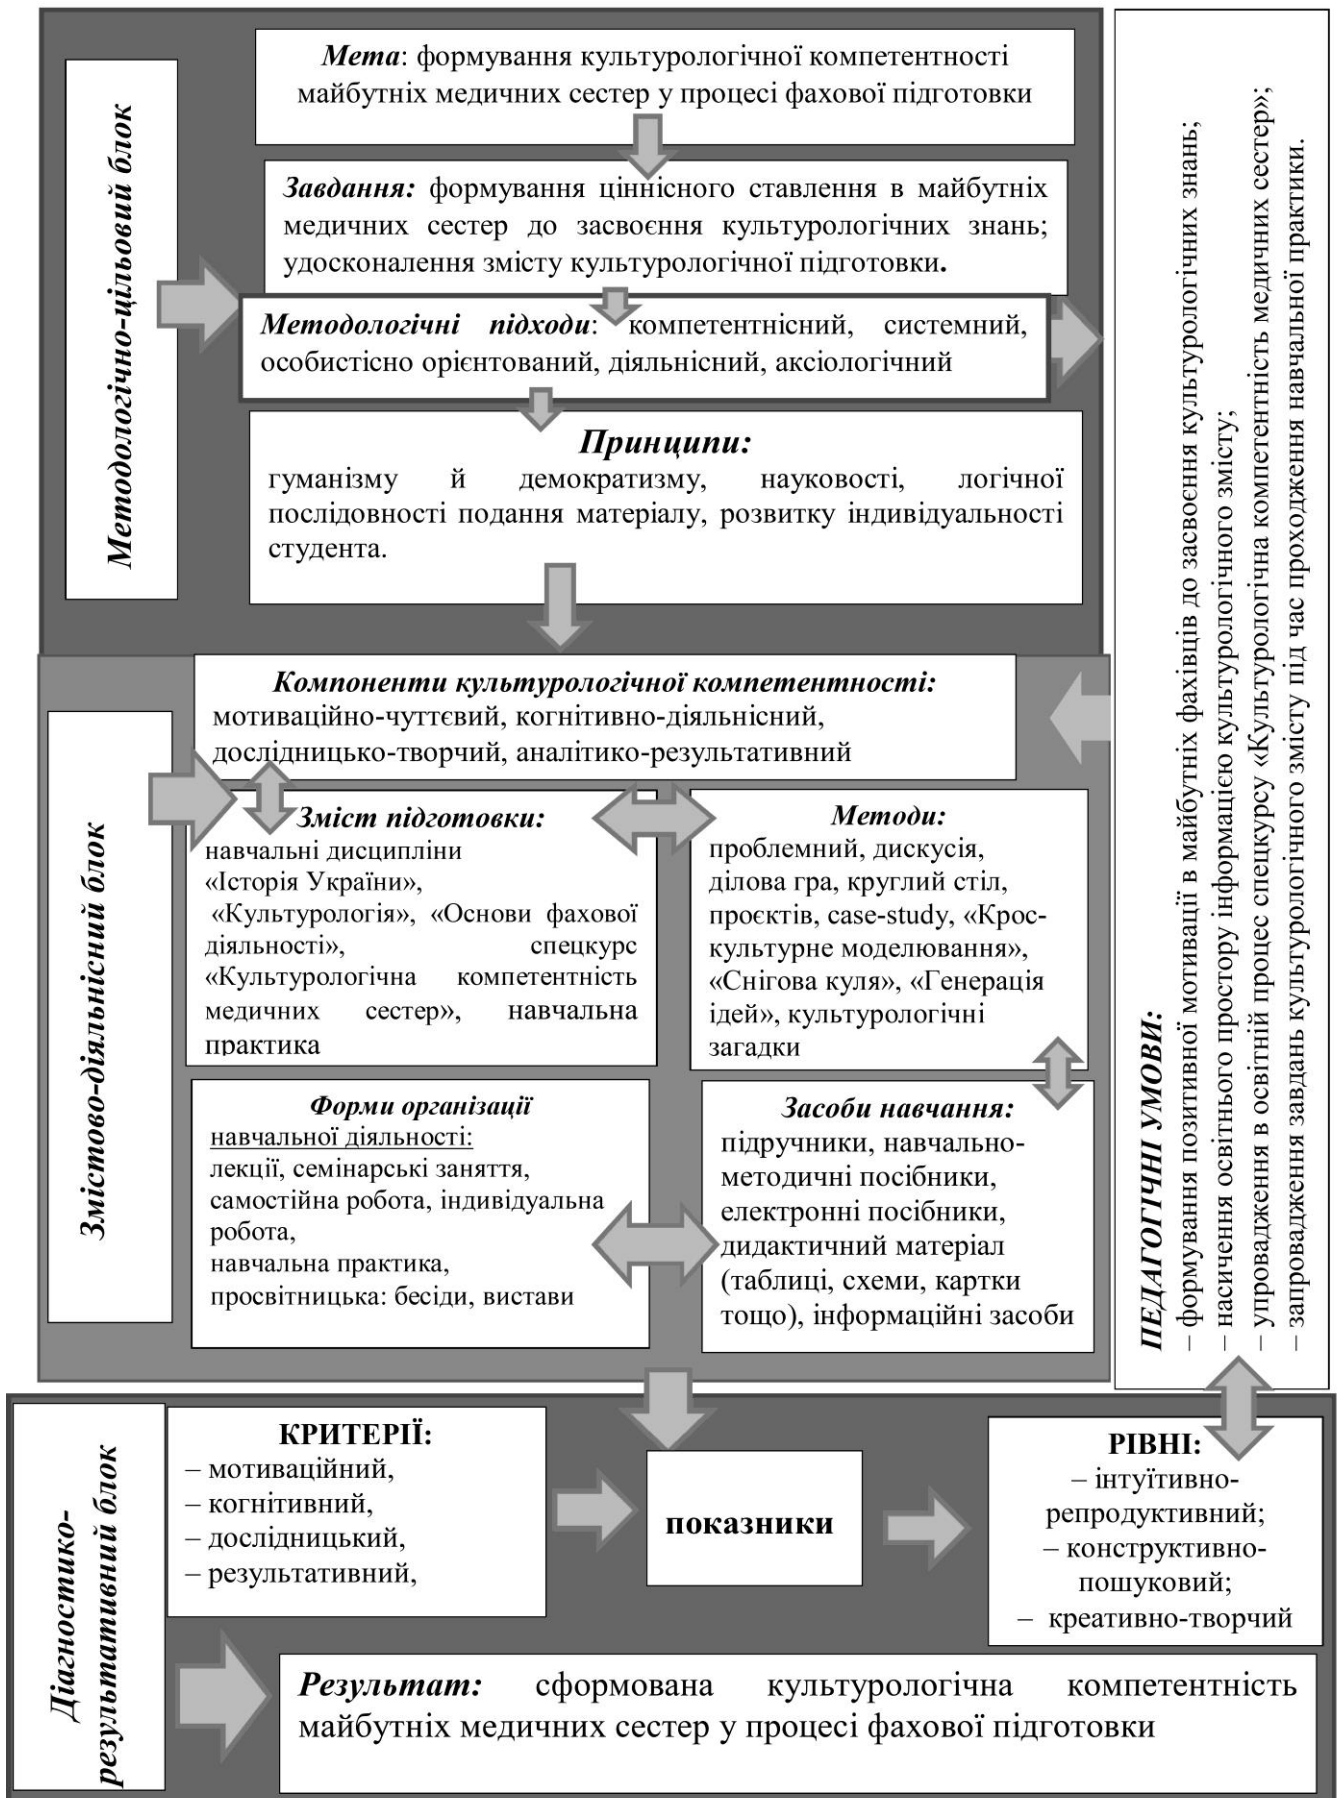 Методологічно-цільовий блок
Мета: формування культурологічної компетентності
майбутніх медичних сестер у процесі фахової підготовки
Завдання: формування ціннісного ставлення в майбутніх
медичних сестер до засвоєння культурологічних знань;
удосконалення змісту культурологічної підготовки.
Методологічні підходи: компетентнісний, системний,
особистісно орієнтований, діяльнісний, аксіологічний
Принципи:
гуманізму й демократизму, науковості, логічної
послідовності подання матеріалу, розвитку індивідуальності
студента.
ПЕДАГОГІЧНІ УМОВИ:
– формування позитивної мотивації в майбутніх фахівців до засвоєння культурологічних знань;
– насичення освітнього простору інформацією культурологічного змісту;
– упровадження в освітній процес спецкурсу «Культурологічна компетентність медичних сестер»;
– запровадження завдань культурологічного змісту під час проходження навчальної практики.
Змістово-діяльнісний блок
Компоненти культурологічної компетентності:
мотиваційно-чуттєвий, когнітивно-діяльнісний,
дослідницько-творчий, аналітико-результативний
Зміст підготовки:
навчальні дисципліни
«Історія України»,
«Культурологія», «Основи фахової
діяльності», спецкурс
«Культурологічна компетентність
медичних сестер», навчальна
практика
Методи:
проблемний, дискусія,
ділова гра, круглий стіл,
проєктів, case-study, «Крос-
культурне моделювання»,
«Снігова куля», «Генерація
ідей», культурологічні
загадки
Форми організації
навчальної діяльності:
лекції, семінарські заняття,
самостійна робота, індивідуальна
робота,
навчальна практика,
просвітницька: бесіди, вистави
Засоби навчання:
підручники, навчально-
методичні посібники,
електронні посібники,
дидактичний матеріал
(таблиці, схеми, картки
тощо), інформаційні засоби
Діагностико-
результативний блок
КРИТЕРІЇ:
– мотиваційний,
– когнітивний,
– дослідницький,
– результативний,
показники
РІВНІ:
– інтуїтивно-
репродуктивний;
– конструктивно-
пошуковий;
– креативно-творчий
Результат: сформована культурологічна компетентність
майбутніх медичних сестер у процесі фахової підготовки